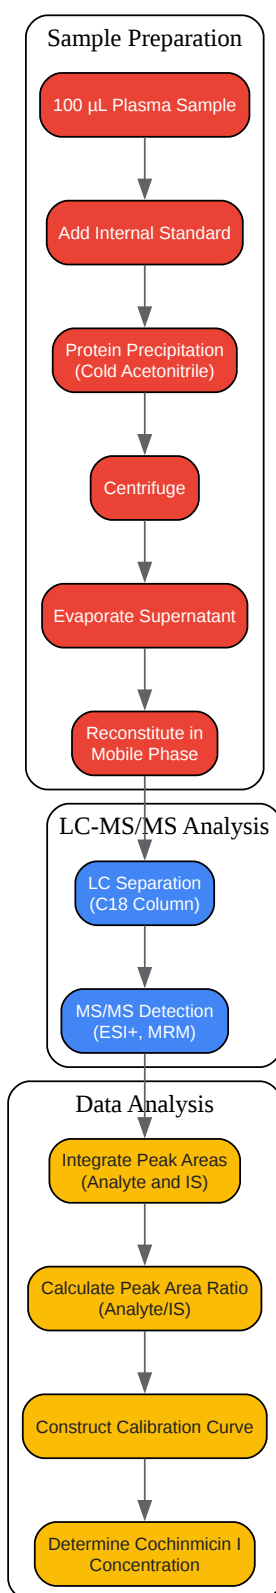 Sample Preparation
100 µL Plasma Sample
Add Internal Standard
Protein Precipitation
(Cold Acetonitrile)
Centrifuge
Evaporate Supernatant
Reconstitute in
Mobile Phase
LC-MS/MS Analysis
LC Separation
(C18 Column)
MS/MS Detection
(ESI+, MRM)
Data Analysis
Integrate Peak Areas
(Analyte and IS)
Calculate Peak Area Ratio
(Analyte/IS)
Construct Calibration Curve
Determine Cochinmicin I
Concentration